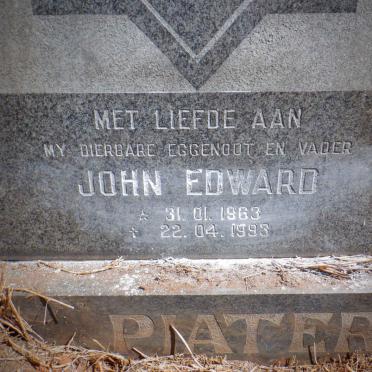 MET LIEFDE AAN
MY DIERBARE EGGENOOT EN VADER
JOHN EDWARD
* 31. 01. 1963
† 22. 04. 1993